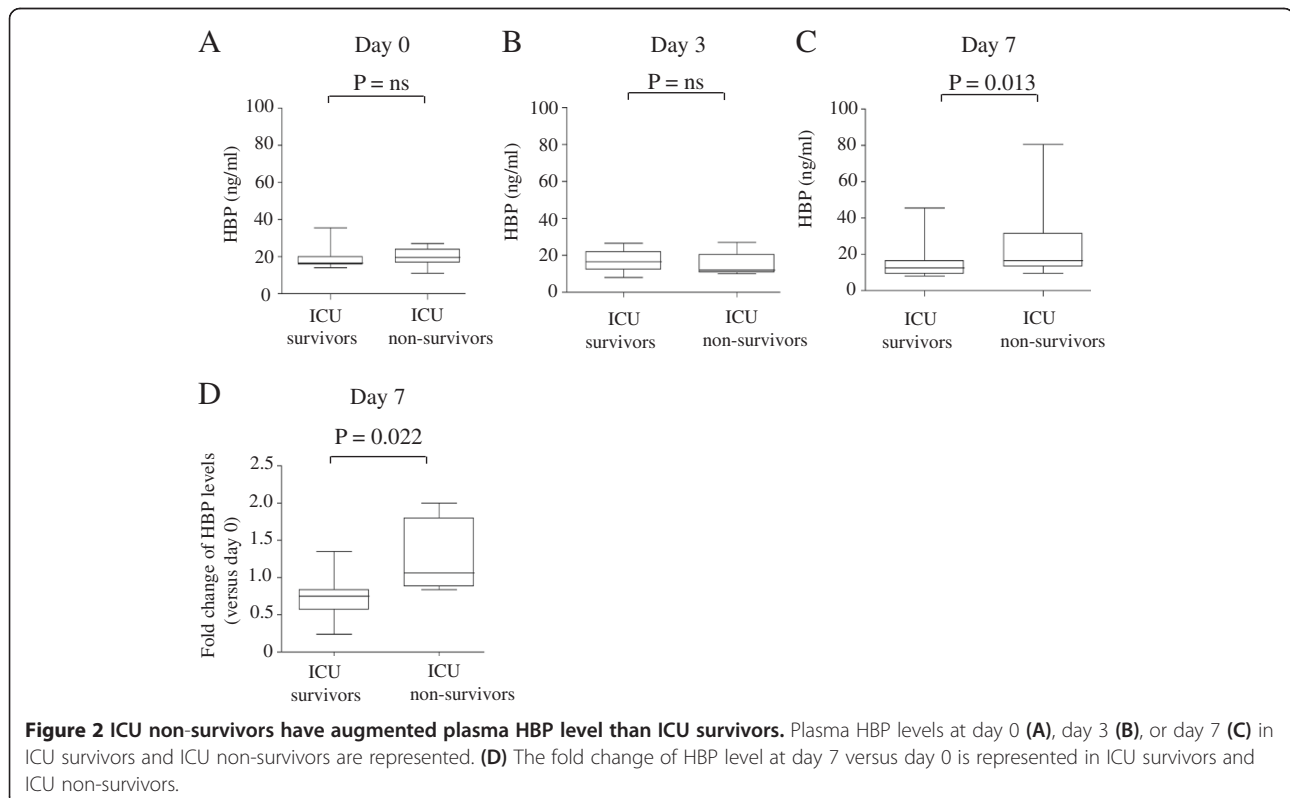 A
Day 0
P = ns
100
80
60
40
20
0
HBP (ng/ml)
ICU
survivors
ICU
non-survivors
B
Day 3
P = ns
100
80
60
40
20
0
HBP (ng/ml)
ICU
survivors
ICU
non-survivors
C
Day 7
P = 0.013
100
80
60
40
20
0
HBP (ng/ml)
ICU
survivors
ICU
non-survivors
D
Day 7
P = 0.022
2.5
2.0
1.5
1.0
0.5
0
Fold change of HBP levels
(versus day 0)
ICU
survivors
ICU
non-survivors
Figure 2 ICU non-survivors have augmented plasma HBP level than ICU survivors. Plasma HBP levels at day 0 (A), day 3 (B), or day 7 (C) in
ICU survivors and ICU non-survivors are represented. (D) The fold change of HBP level at day 7 versus day 0 is represented in ICU survivors and
ICU non-survivors.